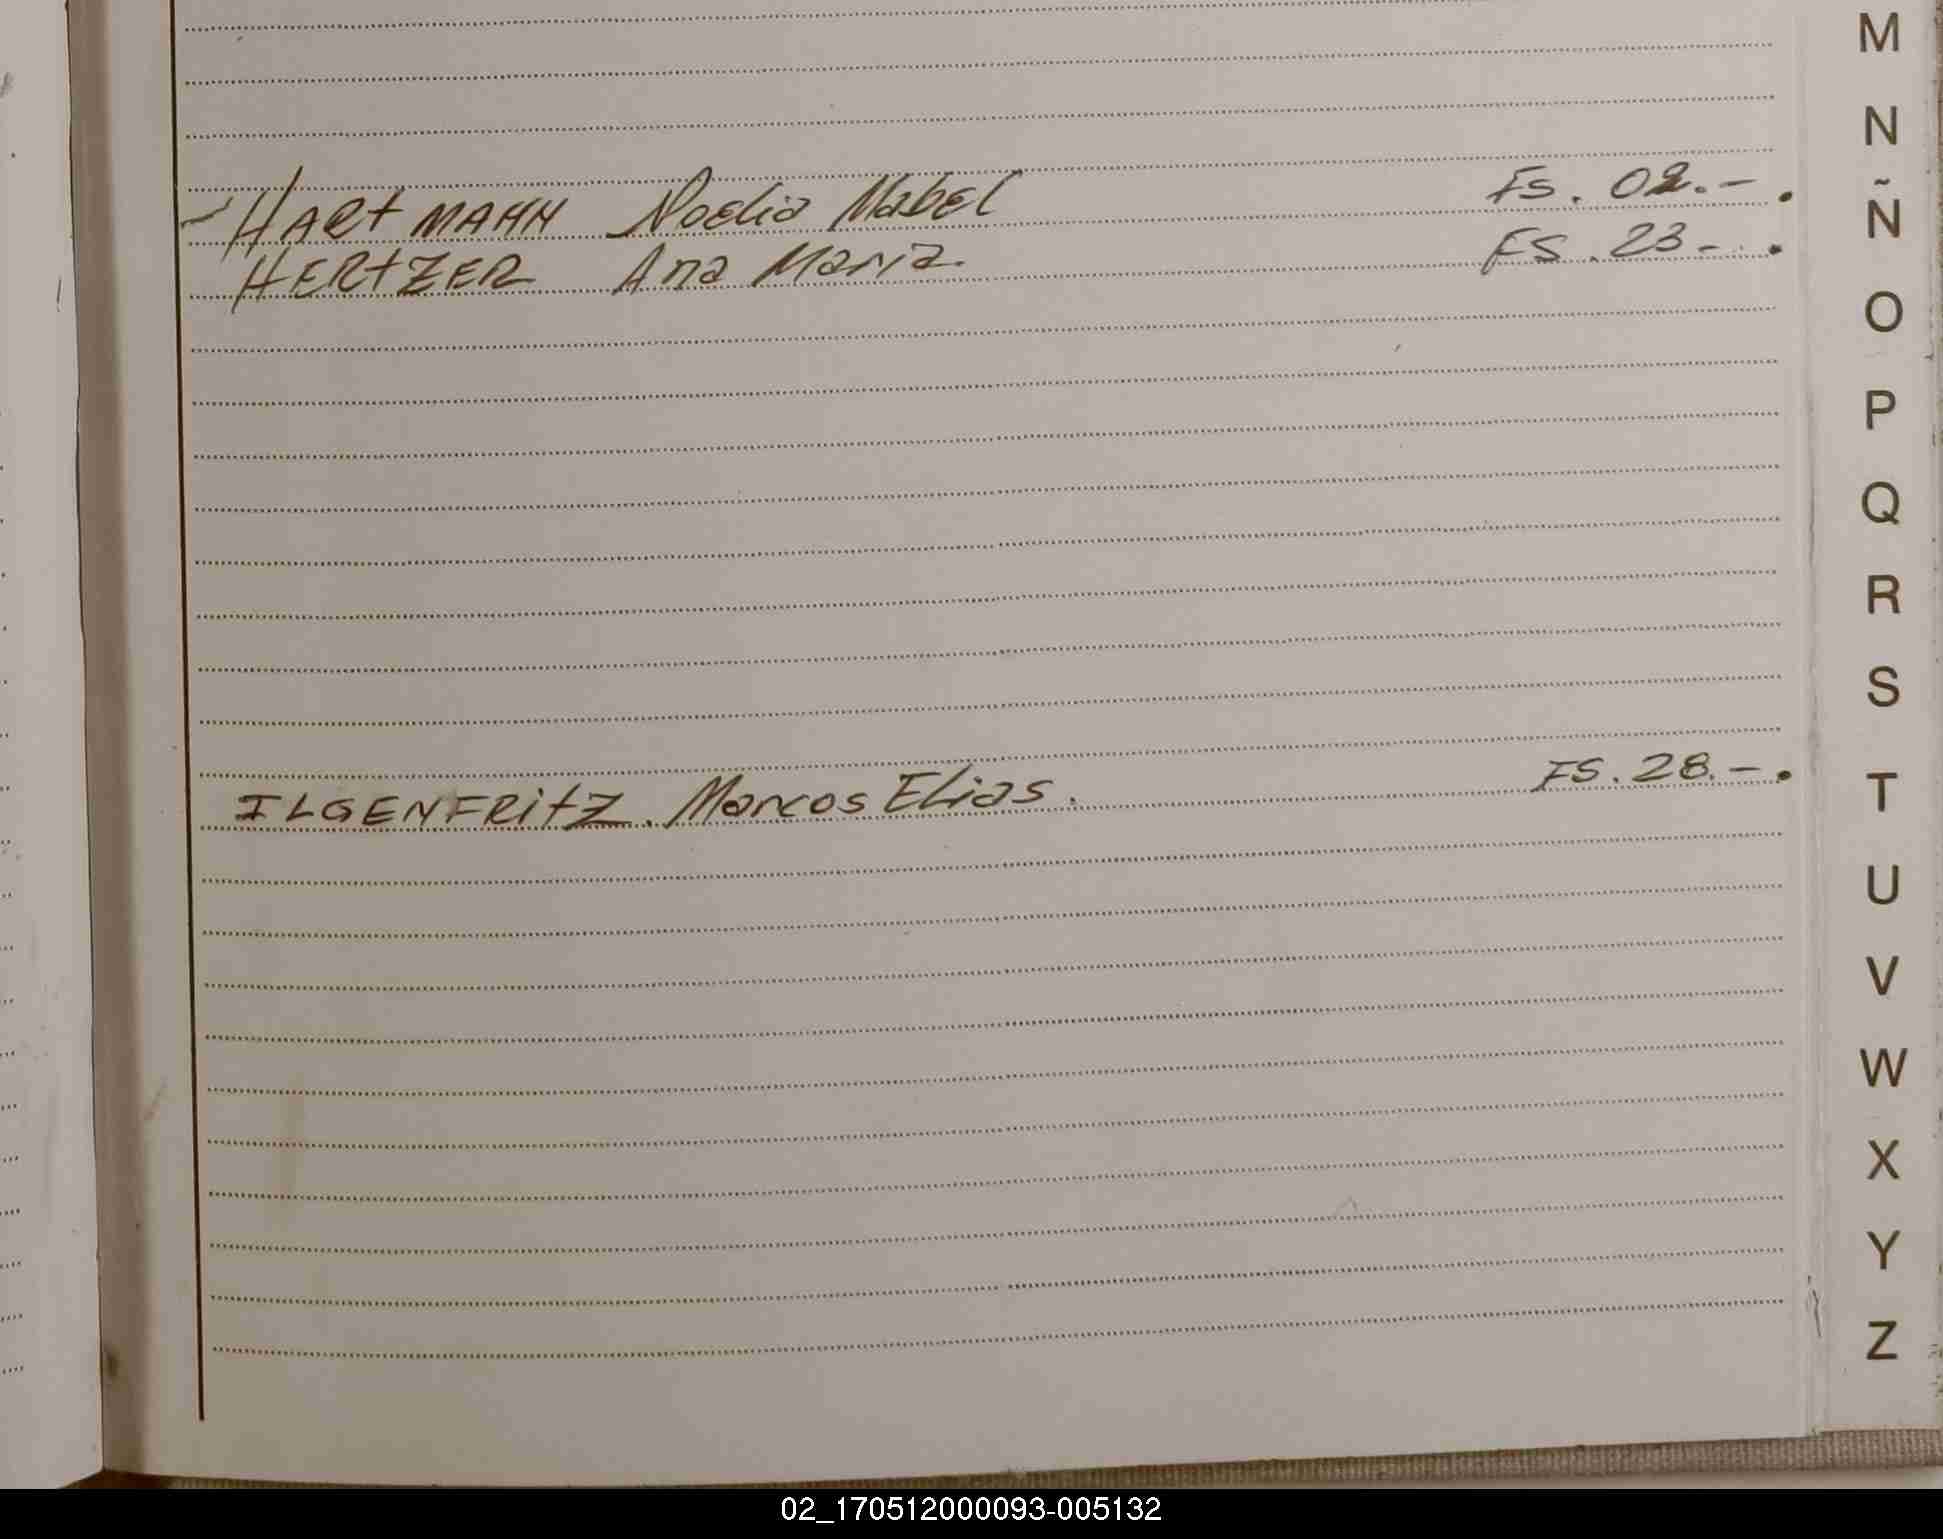 HARTMANN Noelia Mabel FS. 02.-.
HERTZER Ana Maria. FS. 23-.
ILGENFRITZ. Marcos Elias. FS. 28.-.
M
N
Ñ
O
P
Q
R
S
T
U
V
W
X
Y
Z
02_170512000093-005132